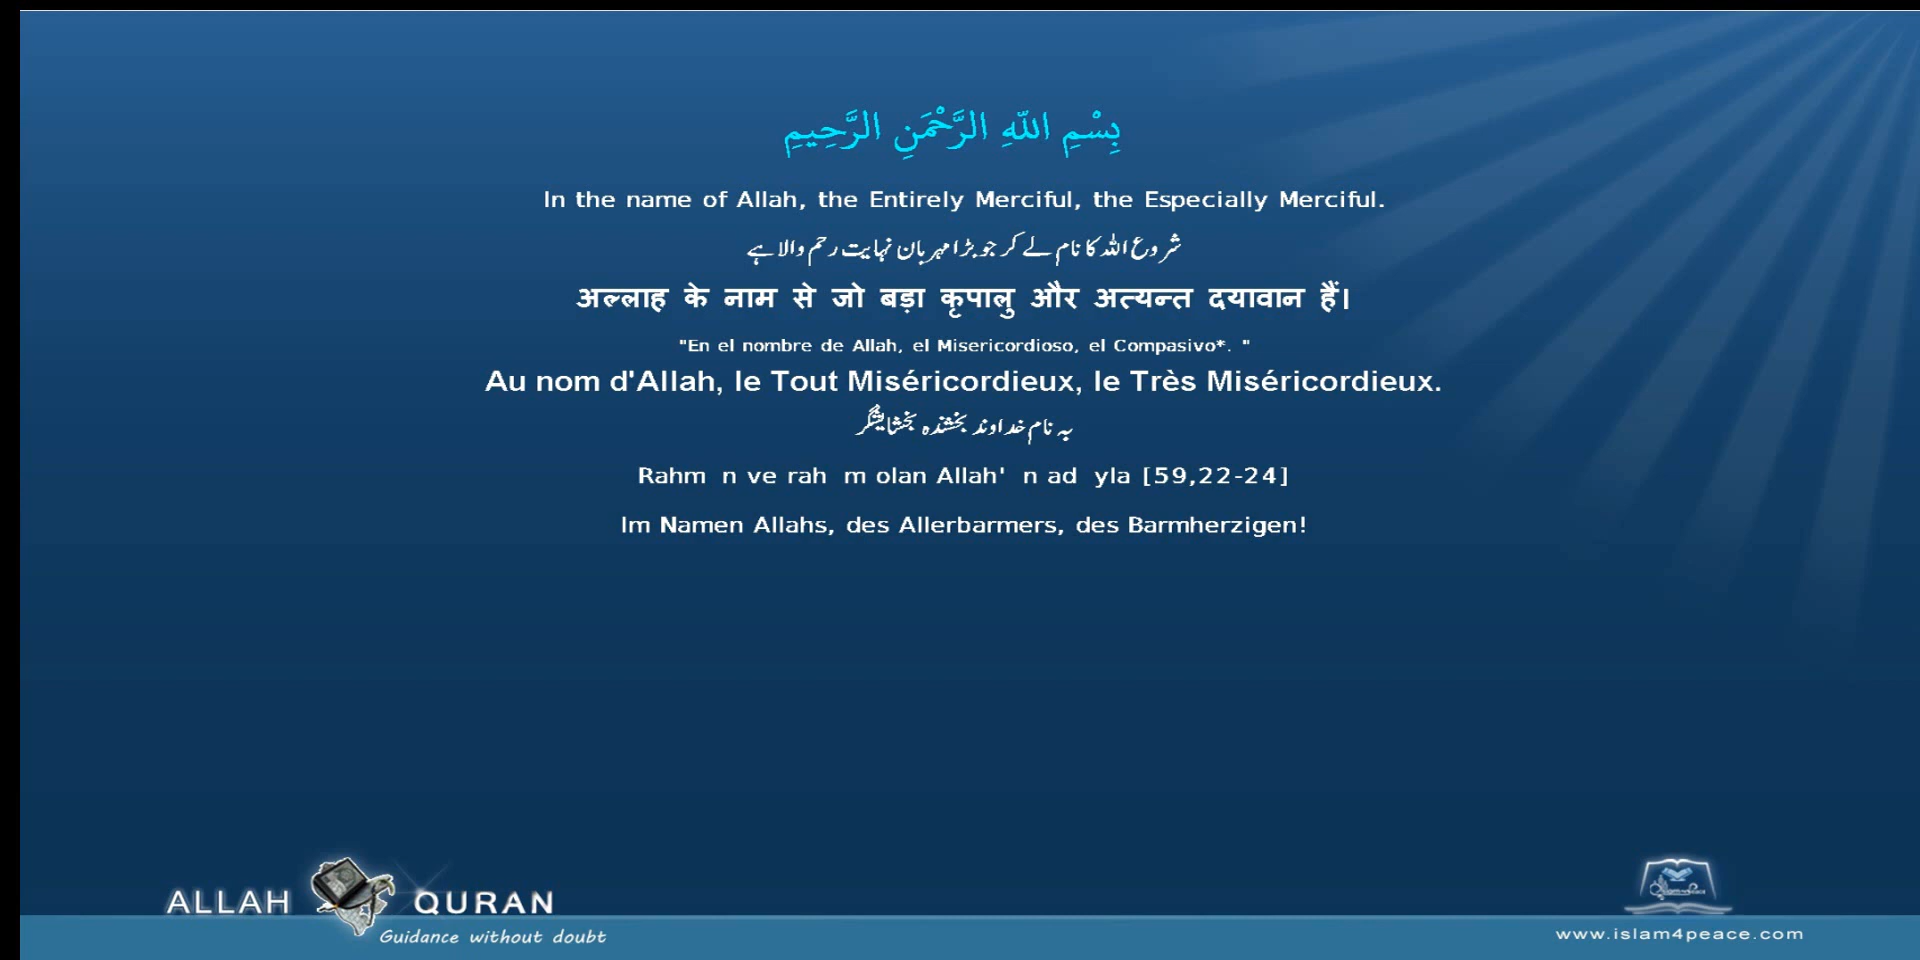 بِسْمِ اللّٰهِ الرَّحْمَنِ الرَّحِيمِ
In the name of Allah, the Entirely Merciful, the Especially Merciful.
شروع الله کا نام لے کر جو بڑا مہربان نہایت رحم والا ہے
अल्लाह के नाम से जो बड़ा कृपालु और अत्यन्त दयावान हैं।
"En el nombre de Allah, el Misericordioso, el Compasivo*. "
Au nom d'Allah, le Tout Miséricordieux, le Très Miséricordieux.
به نام خداوند بخشنده بخشایشگر
Rahm n ve rah m olan Allah' n ad yla [59,22-24]
Im Namen Allahs, des Allerbarmers, des Barmherzigen!
ALLAH QURAN
Guidance without doubt
www.islam4peace.com